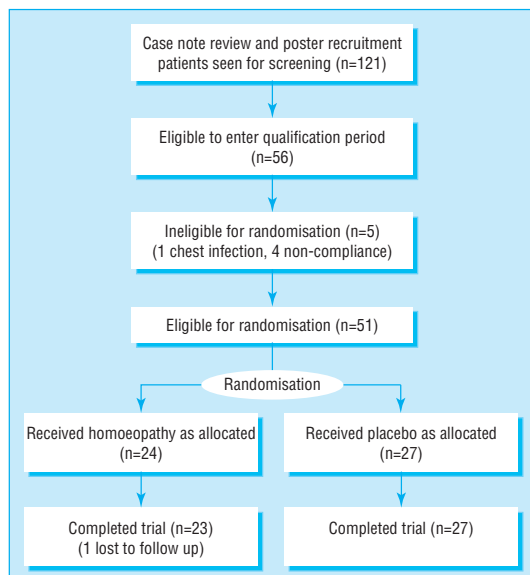 Case note review and poster recruitment
patients seen for screening (n=121)
Eligible to enter qualification period
(n=56)
Ineligible for randomisation (n=5)
(1 chest infection, 4 non-compliance)
Eligible for randomisation (n=51)
Randomisation
Received homoeopathy as allocated
(n=24)
Received placebo as allocated
(n=27)
Completed trial (n=23)
(1 lost to follow up)
Completed trial (n=27)